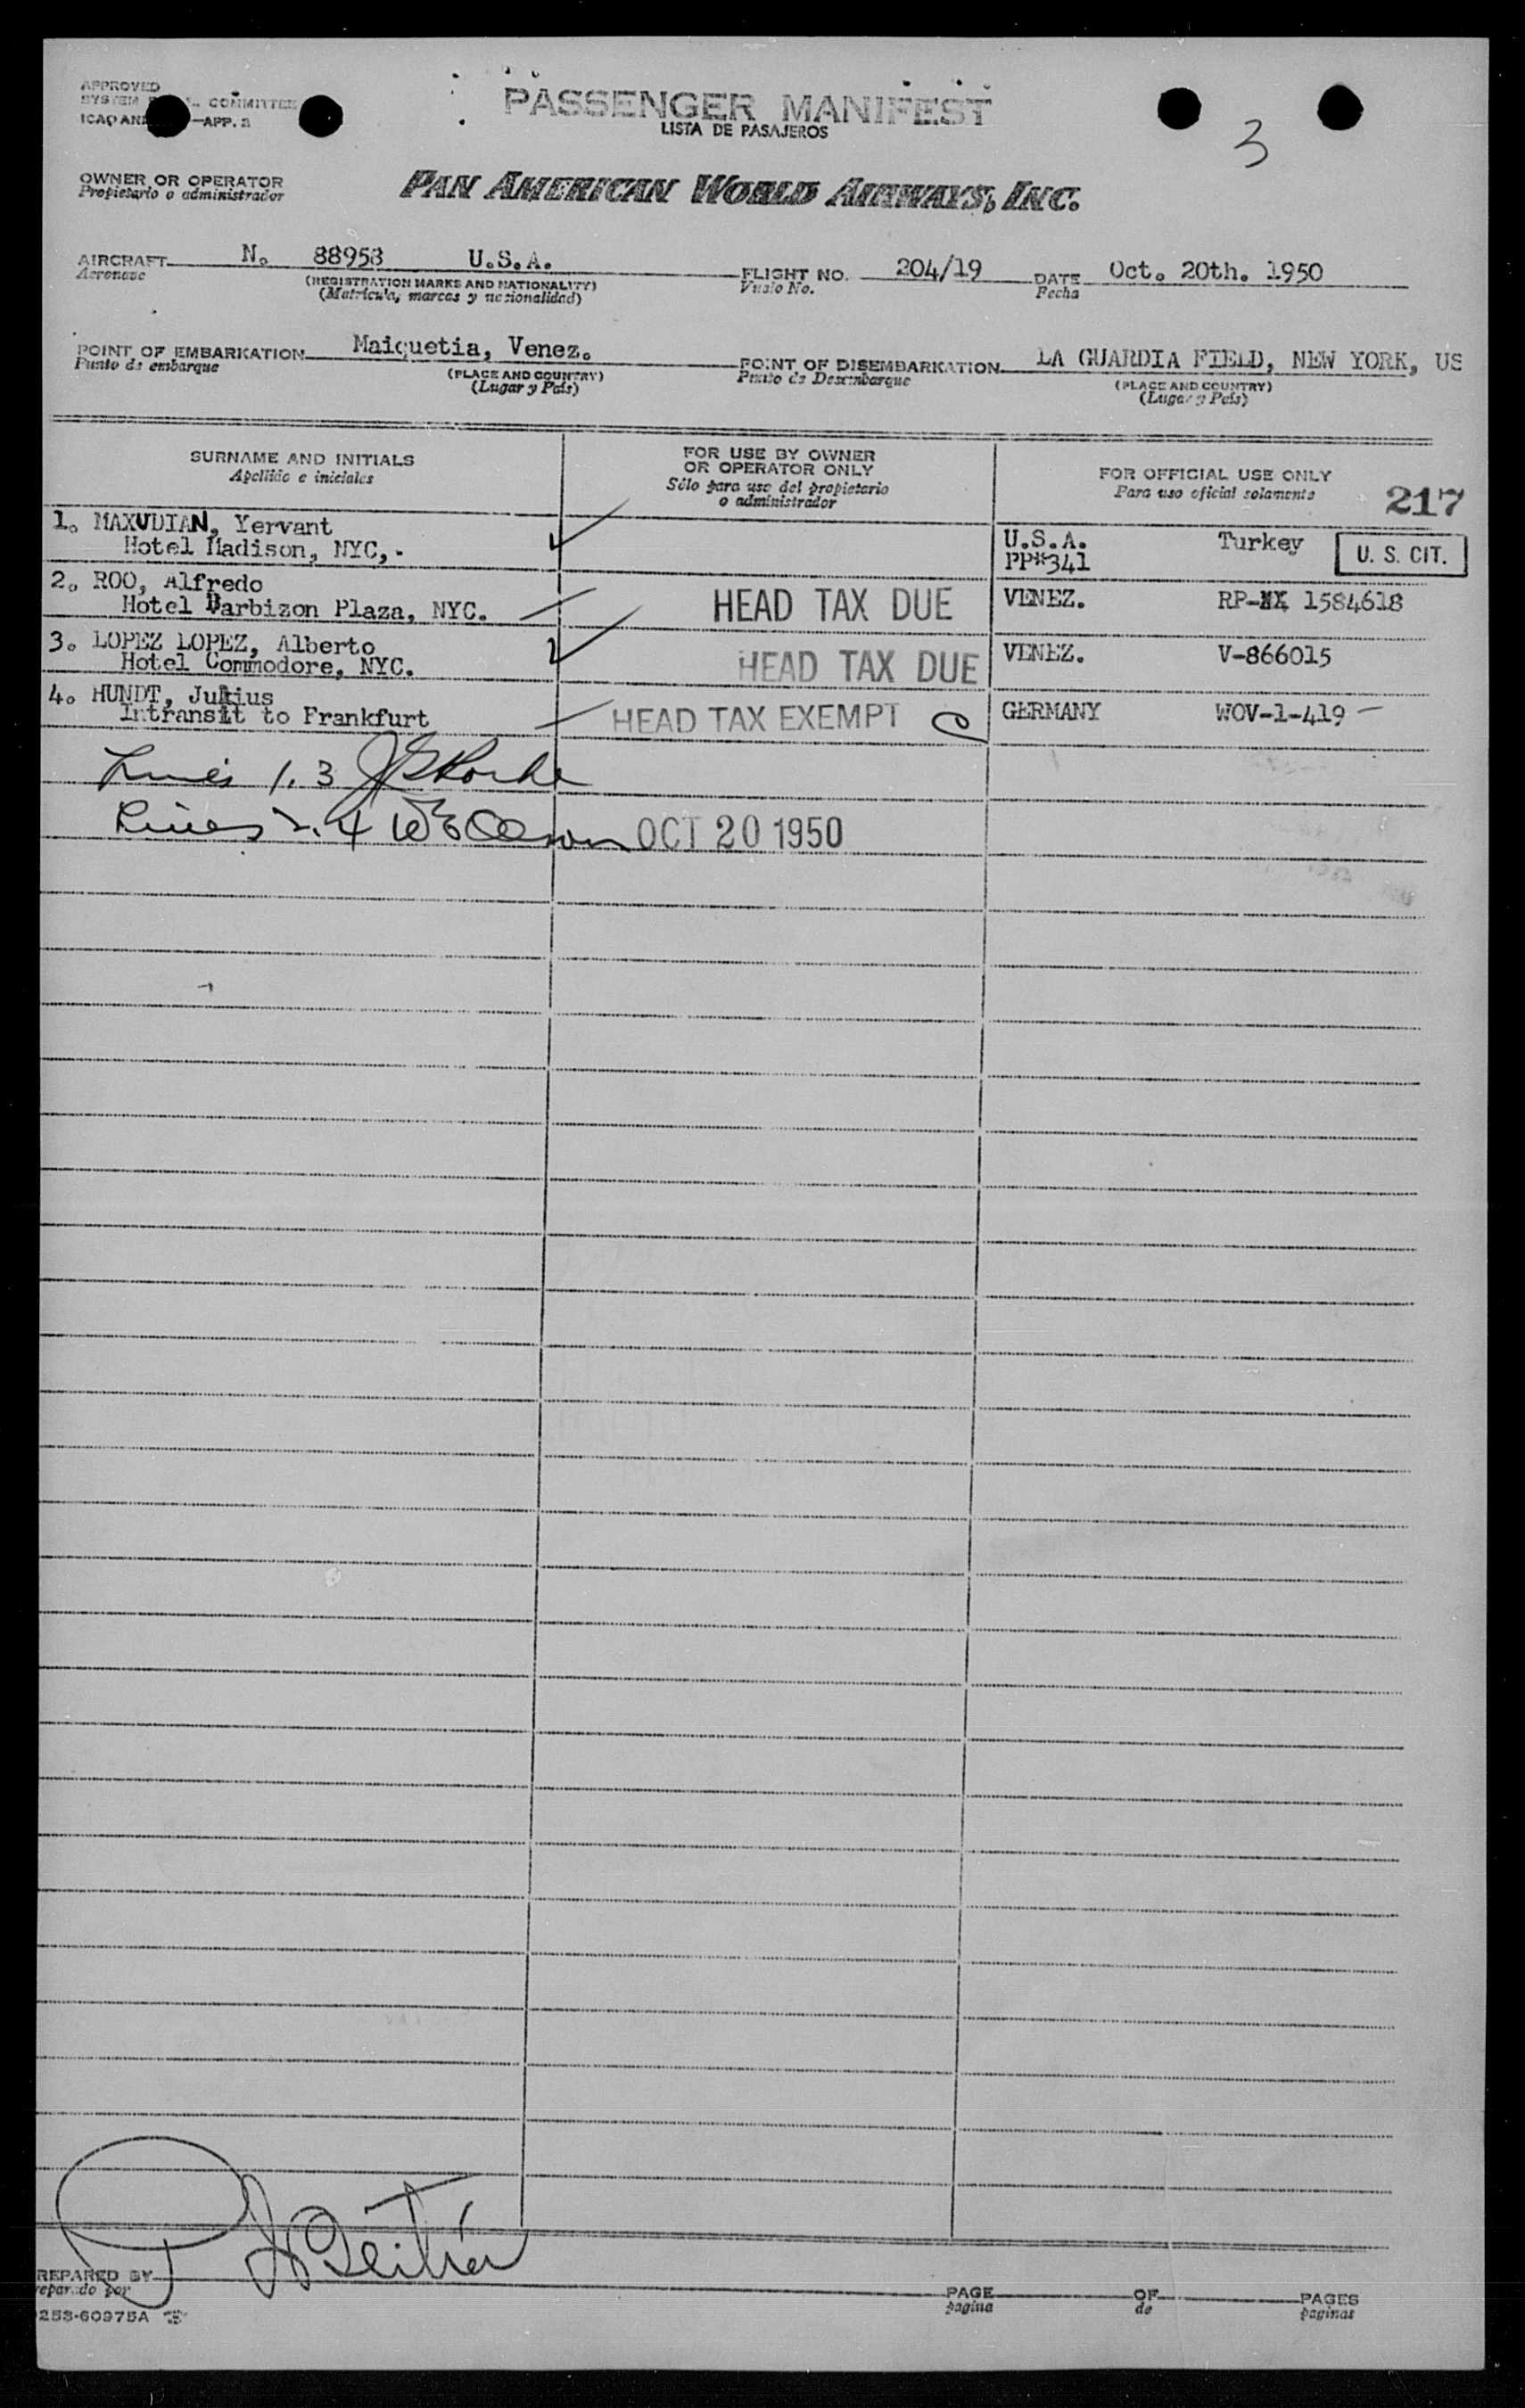 APPROVED
SYSTEM COMMITTEE
ICAO —APP. 2
PASSENGER MANIFEST
LISTA DE PASAJEROS
3
OWNER OR OPERATOR
Propietario o administrador
PAN AMERICAN WORLD AIRWAYS, INC.
AIRCRAFT N. 88958 U.S.A. FLIGHT NO. 204/19 DATE Oct. 20th. 1950
Aeronave (REGISTRATION MARKS AND NATIONALITY) Vuelo No. Fecha
(Matrícula, marcas y nacionalidad)
POINT OF EMBARKATION Maiquetia, Venez. POINT OF DISEMBARKATION LA GUARDIA FIELD, NEW YORK, US
Punto de embarque (PLACE AND COUNTRY) Punto de Desembarque (PLACE AND COUNTRY)
(Lugar y País) (Lugar y País)
SURNAME AND INITIALS
Apellido e iniciales
FOR USE BY OWNER
OR OPERATOR ONLY
Sólo para uso del propietario
o administrador
FOR OFFICIAL USE ONLY
Para uso oficial solamente
217
1. MAXUDIAN, Yervant U.S.A. Turkey U. S. CIT.
Hotel Madison, NYC,. PP#341
2. ROO, Alfredo
Hotel Barbizon Plaza, NYC. HEAD TAX DUE VENEZ. RP- 1584618
3. LOPEZ LOPEZ, Alberto
Hotel Commodore, NYC. HEAD TAX DUE VENEZ. V-866015
4. HUNDT, Julius
Intransit to Frankfurt HEAD TAX EXEMPT GERMANY WOV-1-419
Lines 1. 3
Lines 2. 4 OCT 20 1950
REPARED BY
reparado por
253-60975A
PAGE OF PAGES
página de páginas